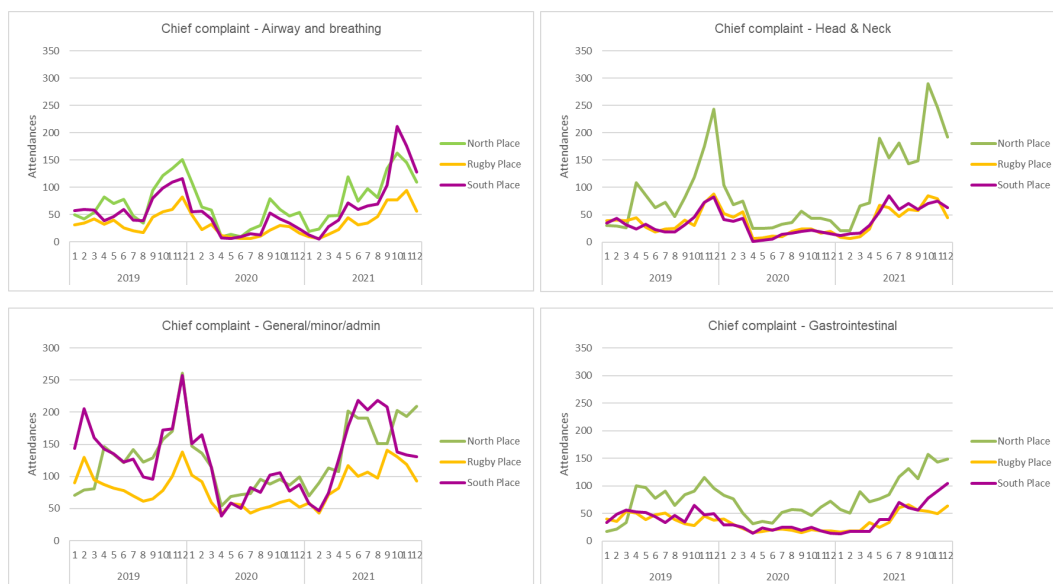 Chief complaint - Airway and breathing
350
300
250
200
150
100
50
0
Attendances
1 2 3 4 5 6 7 8 9 10 11 12 1 2 3 4 5 6 7 8 9 10 11 12 1 2 3 4 5 6 7 8 9 10 11 12
2019 2020 2021
North Place
Rugby Place
South Place
Chief complaint - Head & Neck
350
300
250
200
150
100
50
0
Attendances
1 2 3 4 5 6 7 8 9 10 11 12 1 2 3 4 5 6 7 8 9 10 11 12 1 2 3 4 5 6 7 8 9 10 11 12
2019 2020 2021
North Place
Rugby Place
South Place
Chief complaint - General/minor/admin
300
250
200
150
100
50
0
Attendances
1 2 3 4 5 6 7 8 9 10 11 12 1 2 3 4 5 6 7 8 9 10 11 12 1 2 3 4 5 6 7 8 9 10 11 12
2019 2020 2021
North Place
Rugby Place
South Place
Chief complaint - Gastrointestinal
350
300
250
200
150
100
50
0
Attendances
1 2 3 4 5 6 7 8 9 10 11 12 1 2 3 4 5 6 7 8 9 10 11 12 1 2 3 4 5 6 7 8 9 10 11 12
2019 2020 2021
North Place
Rugby Place
South Place